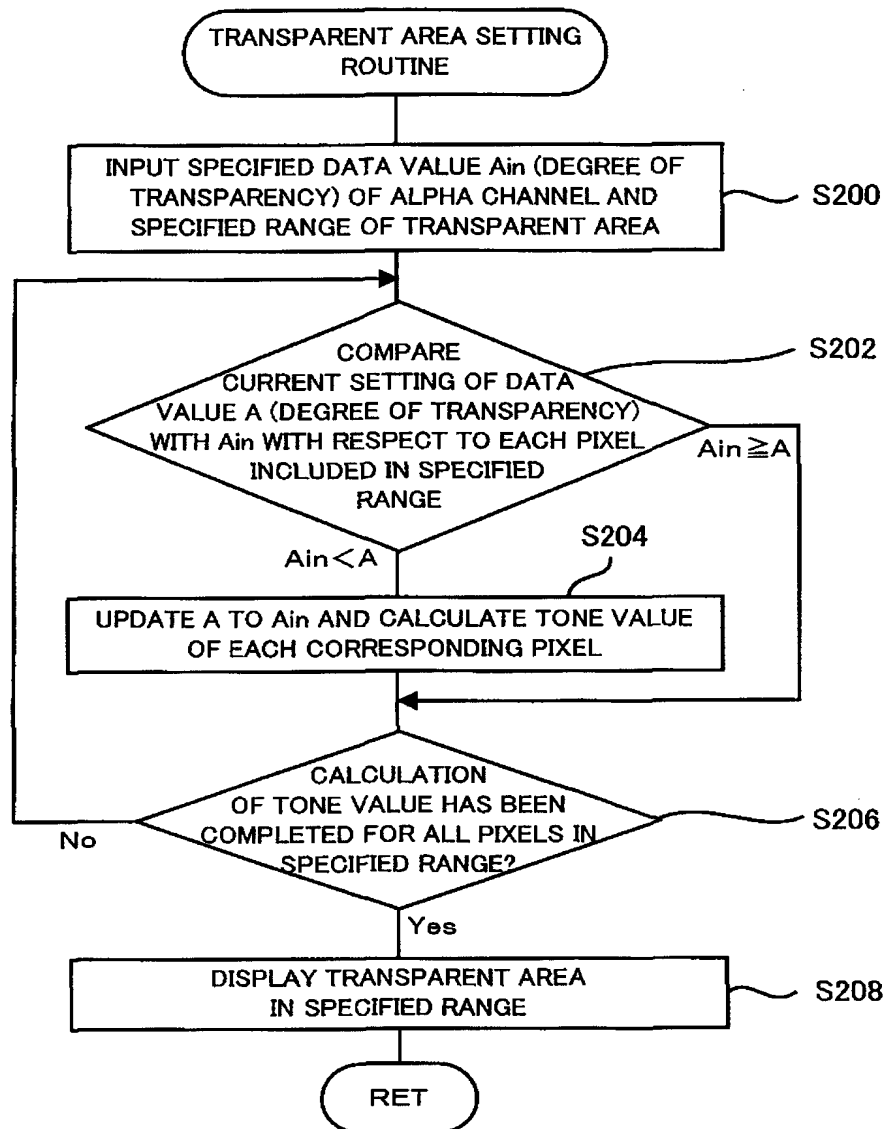 TRANSPARENT AREA SETTING
ROUTINE
INPUT SPECIFIED DATA VALUE Ain (DEGREE OF
TRANSPARENCY) OF ALPHA CHANNEL AND
SPECIFIED RANGE OF TRANSPARENT AREA
S200
COMPARE
CURRENT SETTING OF DATA
VALUE A (DEGREE OF TRANSPARENCY)
WITH Ain WITH RESPECT TO EACH PIXEL
INCLUDED IN SPECIFIED
RANGE
S202
Ain≧A
Ain<A
S204
UPDATE A TO Ain AND CALCULATE TONE VALUE
OF EACH CORRESPONDING PIXEL
CALCULATION
OF TONE VALUE HAS BEEN
COMPLETED FOR ALL PIXELS IN
SPECIFIED RANGE?
S206
No
Yes
DISPLAY TRANSPARENT AREA
IN SPECIFIED RANGE
S208
RET